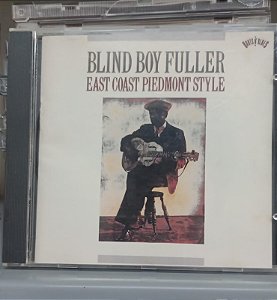 BLIND BOY FULLER
EAST COAST PIEDMONT STYLE